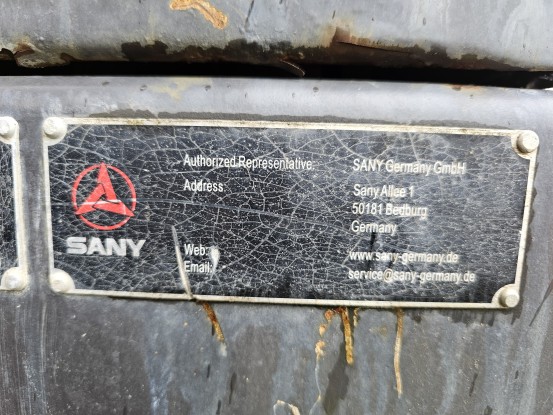 Authorized Representative: SANY Germany GmbH
Address: Sany Allee 1
50181 Bedburg
Germany
SANY
Web: www.sany-germany.de
Email: service@sany-germany.de